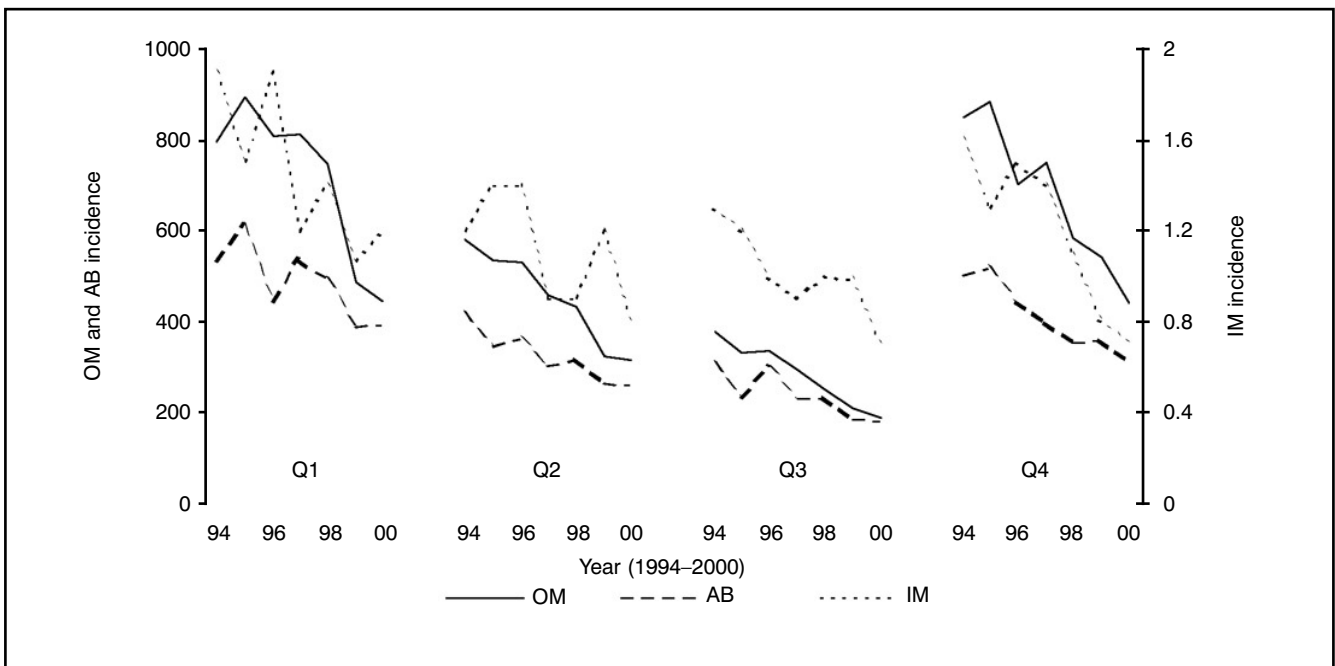 1000
800
600
400
200
0
OM and AB incidence
2
1.6
1.2
0.8
0.4
0
IM incidence
Q1 Q2 Q3 Q4
94 96 98 00 94 96 98 00 94 96 98 00 94 96 98 00
Year (1994–2000)
OM AB IM